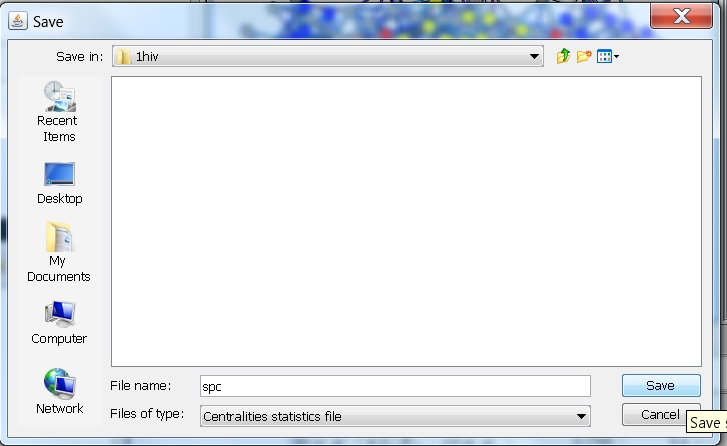 Save
Save in:
1hiv
Recent
Items
Desktop
My
Documents
Computer
Network
File name:
spc
Save
Files of type:
Centralities statistics file
Cancel
Save